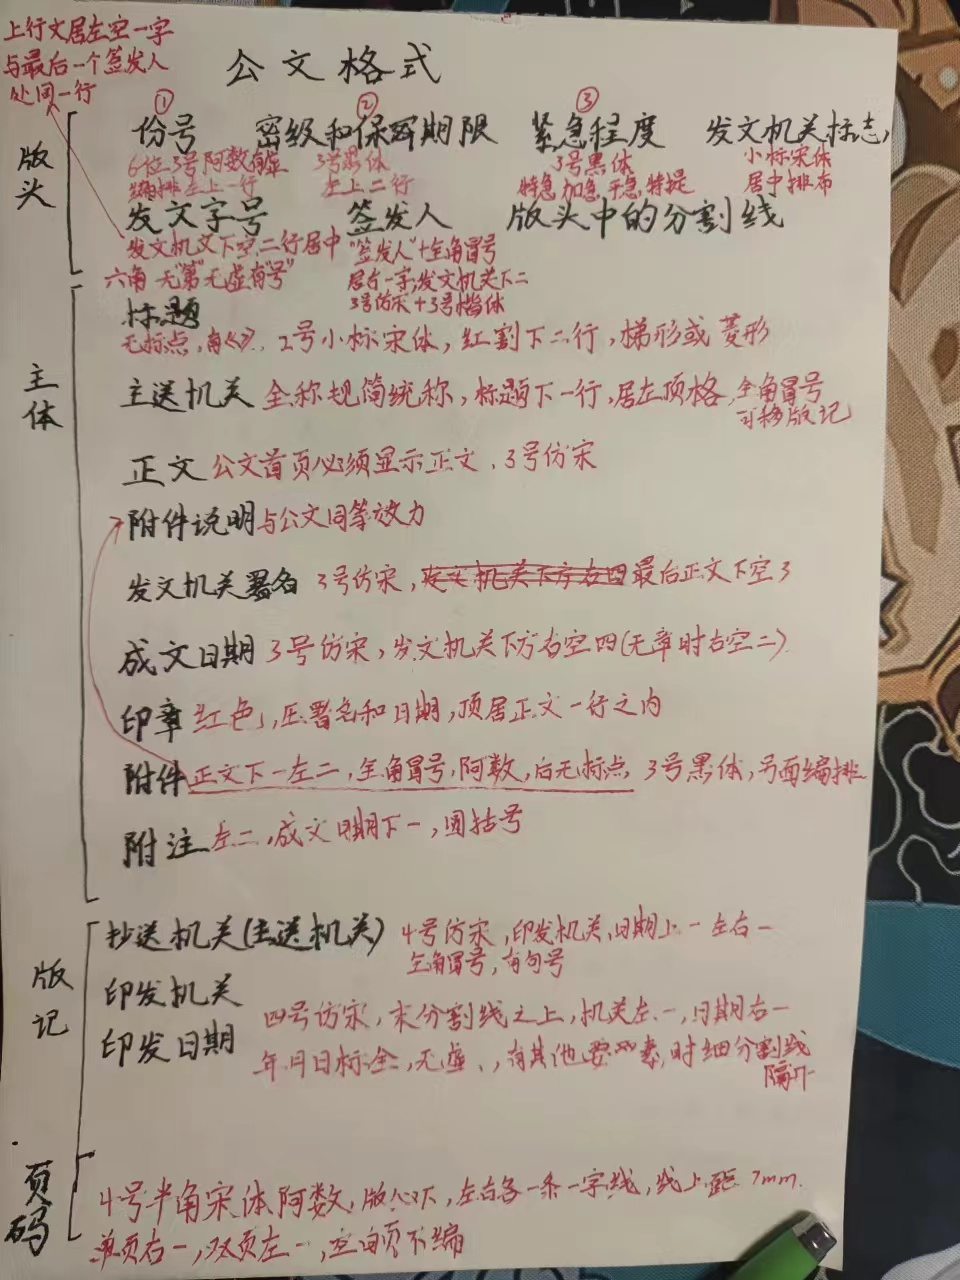 上行文居左空一字
与最后一个签发人
处同一行
公文格式
① ② ③
版头
份号 密级和保密期限 紧急程度 发文机关标志
6位3号阿数有虚 3号黑体 3号黑体 小标宋体
编排左上一行 左上二行 特急 加急 平急 特提 居中排布
发文字号 签发人 版头中的分割线
发文机文下空二行居中 "签发人"+全角冒号
六角 无"第"无虚有"号" 居右一字,发文机关下二
3号仿宋+3号楷体
主体
标题
无标点,有《》,2号小标宋体,红割下二行,梯形或菱形
主送机关 全称规简统称,标题下一行,居左顶格,全角冒号
可移版记
正文 公文首页必须显示正文、3号仿宋
附件说明 与公文同等效力
发文机关署名 3号仿宋,发文机关下方右四最后正文下空3
成文日期 3号仿宋,发文机关下方右空四(无章时右空二)
印章 红色,压署名和日期,顶居正文一行之内
附件 正文下一左二,全角冒号,阿数,后无标点,3号黑体,另面编排
附注 左二,成文日期下一,圆括号
版记
抄送机关(主送机关) 4号仿宋,印发机关,日期上一左右一
全角冒号,有句号
印发机关
印发日期
四号仿宋,末分割线之上,机关左一,日期右一
年月日标全,无虚,有其他要素,时细分割线
隔开
页码
4号半角宋体阿数,版心下,左右各一条一字线,线上距7mm.
单页右一,双页左一,空白页不编